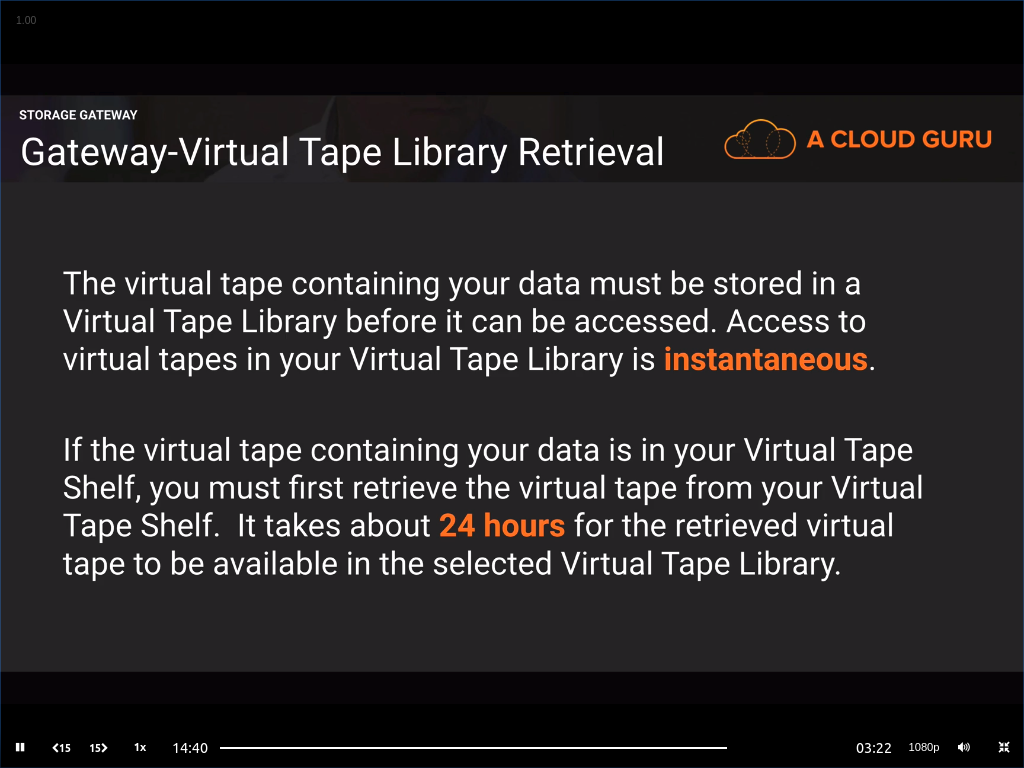 1.00
STORAGE GATEWAY
Gateway-Virtual Tape Library Retrieval
A CLOUD GURU
The virtual tape containing your data must be stored in a
Virtual Tape Library before it can be accessed. Access to
virtual tapes in your Virtual Tape Library is instantaneous.
If the virtual tape containing your data is in your Virtual Tape
Shelf, you must first retrieve the virtual tape from your Virtual
Tape Shelf.  It takes about 24 hours for the retrieved virtual
tape to be available in the selected Virtual Tape Library.
15 15 1x 14:40 03:22 1080p